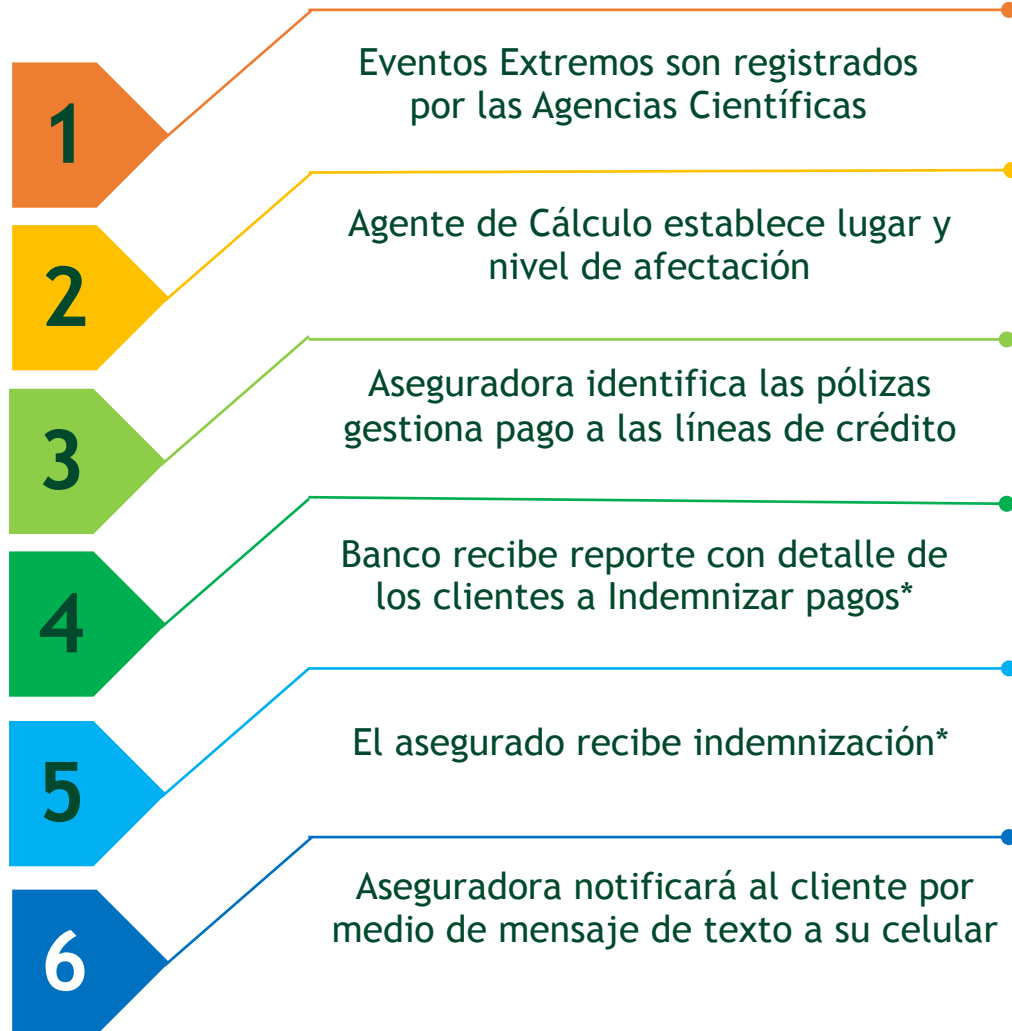 1
Eventos Extremos son registrados
por las Agencias Científicas
2
Agente de Cálculo establece lugar y
nivel de afectación
3
Aseguradora identifica las pólizas
gestiona pago a las líneas de crédito
4
Banco recibe reporte con detalle de
los clientes a Indemnizar pagos*
5
El asegurado recibe indemnización*
6
Aseguradora notificará al cliente por
medio de mensaje de texto a su celular